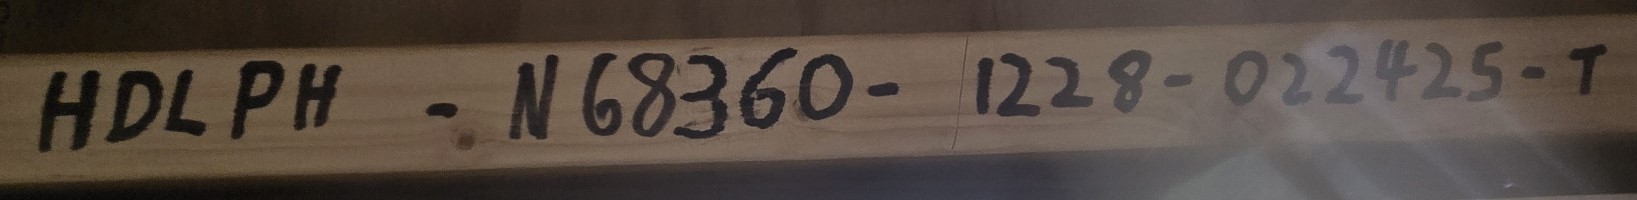 HDLPH - N68360- 1228-022425-T